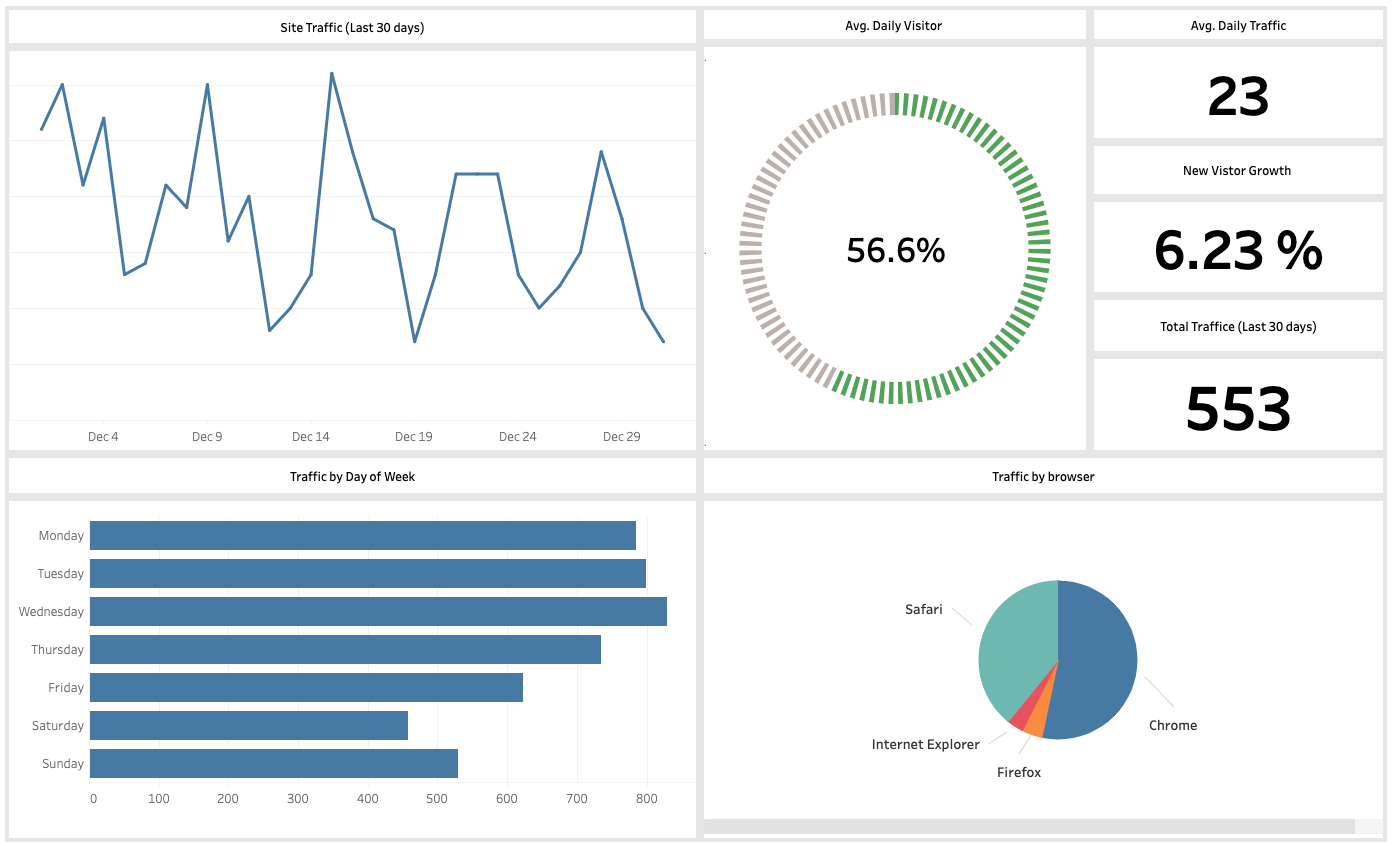 Site Traffic (Last 30 days)
Dec 4
Dec 9
Dec 14
Dec 19
Dec 24
Dec 29
Avg. Daily Visitor
56.6%
Avg. Daily Traffic
23
New Vistor Growth
6.23 %
Total Traffice (Last 30 days)
553
Traffic by Day of Week
Monday
Tuesday
Wednesday
Thursday
Friday
Saturday
Sunday
0
100
200
300
400
500
600
700
800
Traffic by browser
Safari
Chrome
Internet Explorer
Firefox